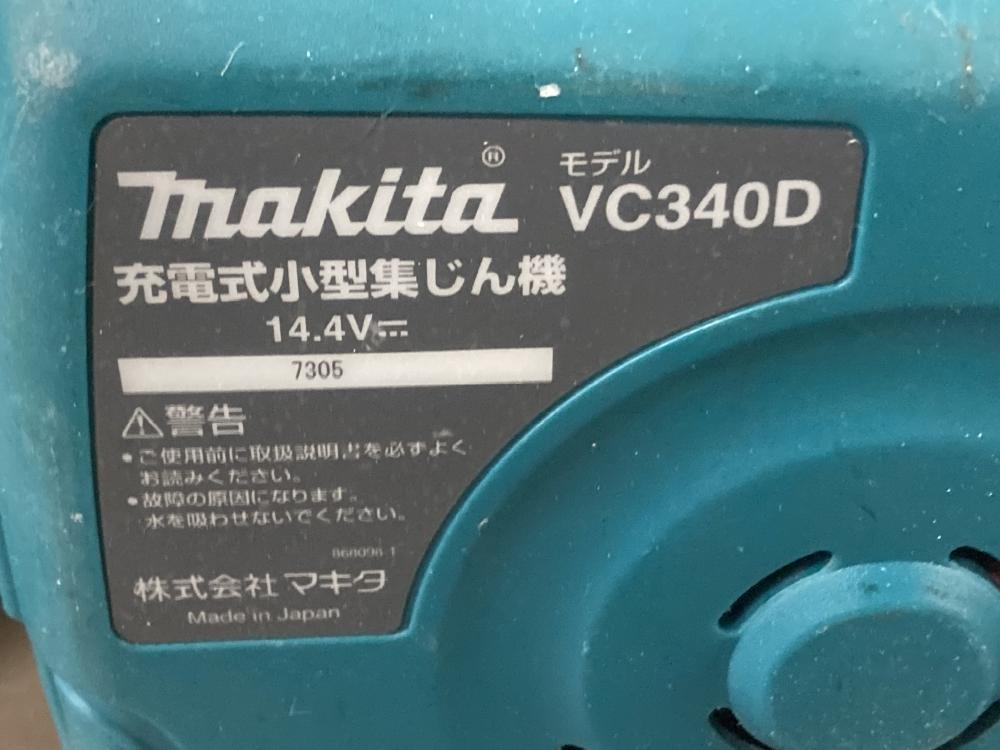 makita®
モデル
VC340D
充電式小型集じん機
14.4V⎓
7305
⚠警告
•ご使用前に取扱説明書を必ずよく
お読みください。
•故障の原因になります。
水を吸わせないでください。
868098-1
株式会社マキタ
Made in Japan